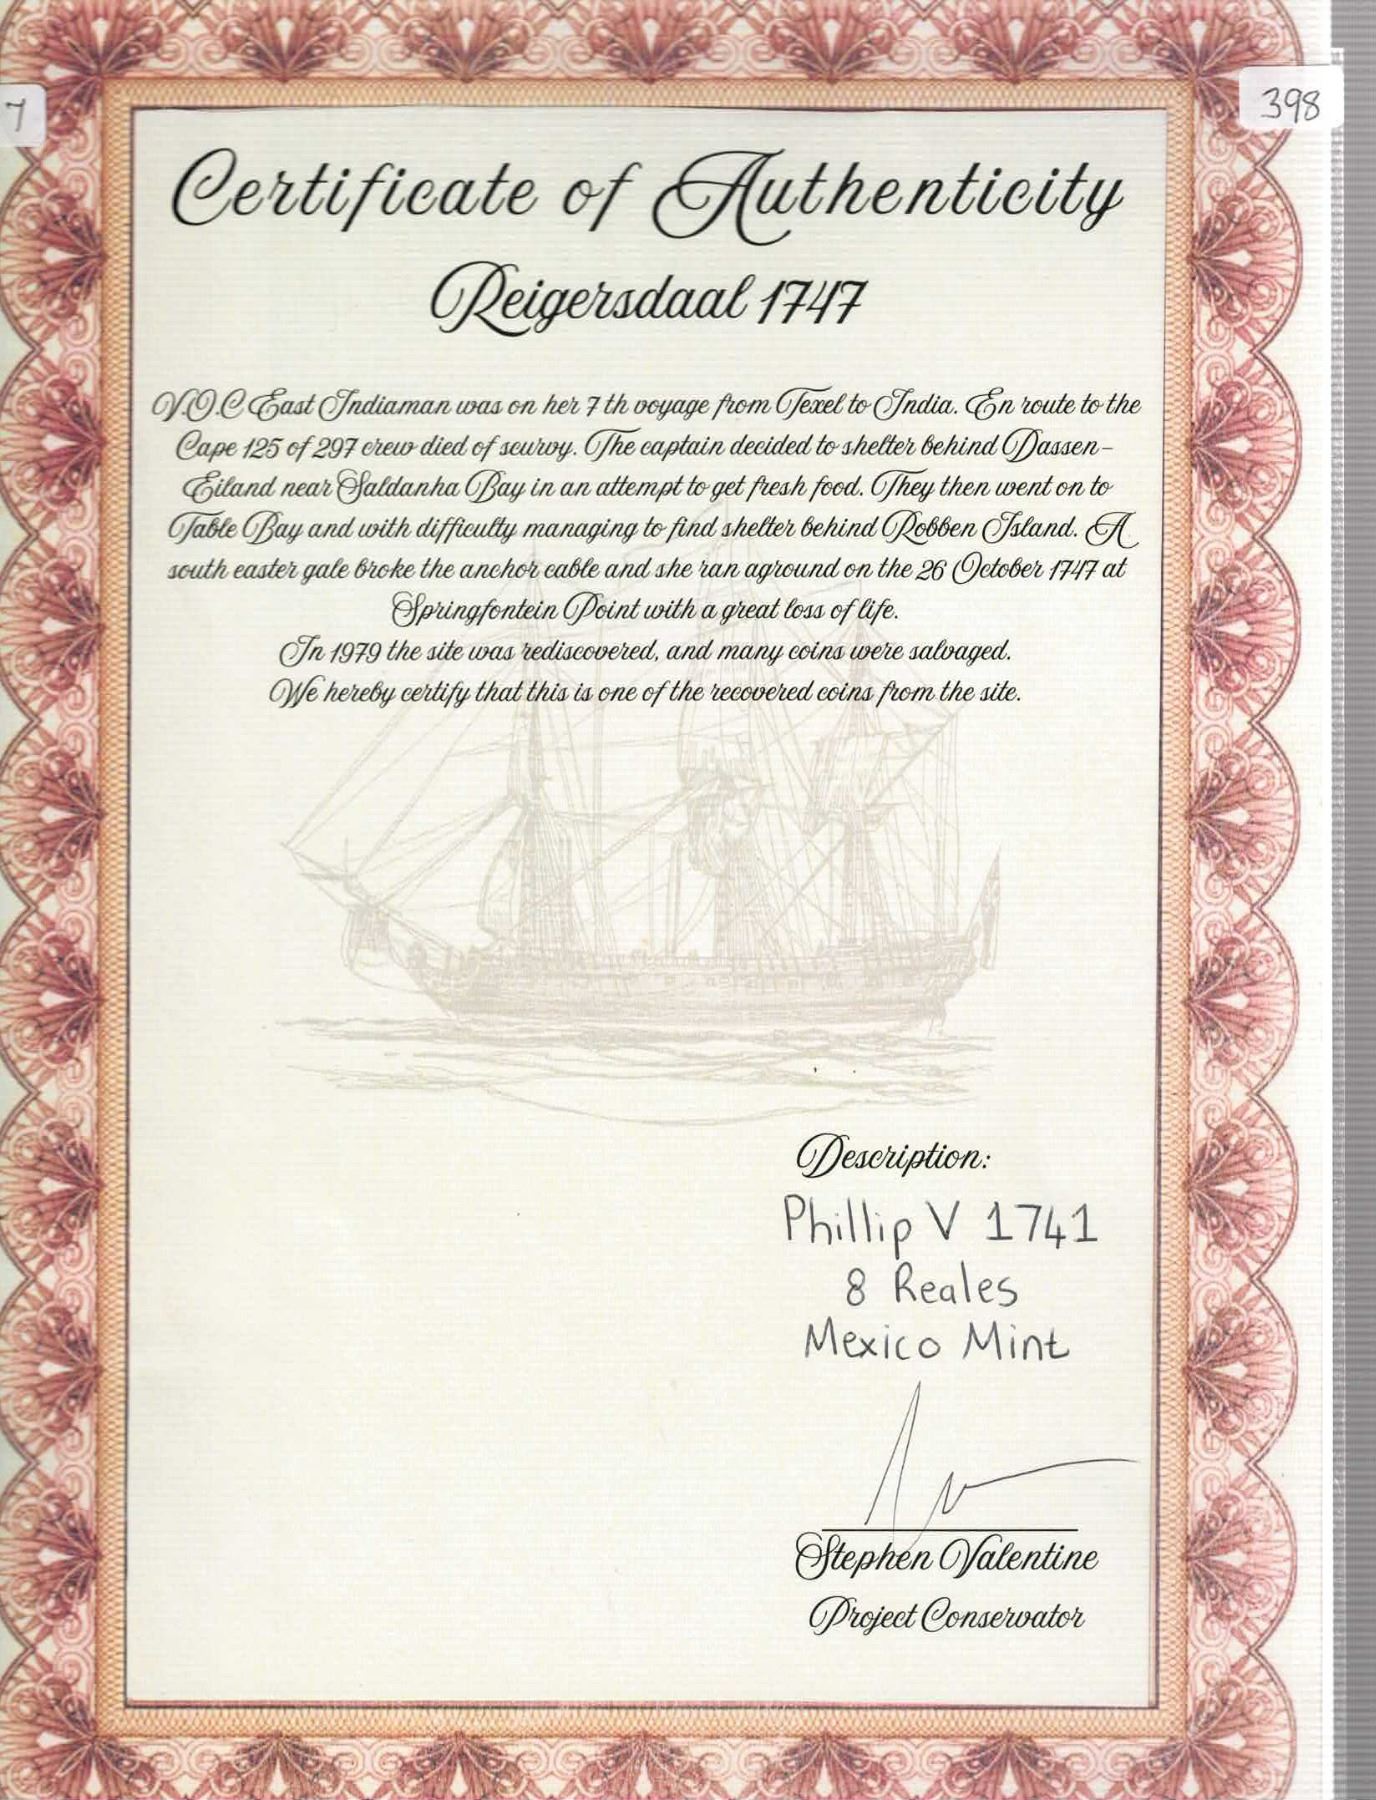 7
398
Certificate of Authenticity
Reigersdaal 1747
V.O.C East Indiaman was on her 7 th voyage from Texel to India. En route to the
Cape 125 of 297 crew died of scurvy. The captain decided to shelter behind Dassen-
Eiland near Saldanha Bay in an attempt to get fresh food. They then went on to
Table Bay and with difficulty managing to find shelter behind Robben Island. A
south easter gale broke the anchor cable and she ran aground on the 26 October 1747 at
Springfontein Point with a great loss of life.
In 1979 the site was rediscovered, and many coins were salvaged.
We hereby certify that this is one of the recovered coins from the site.
Description:
Phillip V 1741
8 Reales
Mexico Mint
Stephen Valentine
Project Conservator